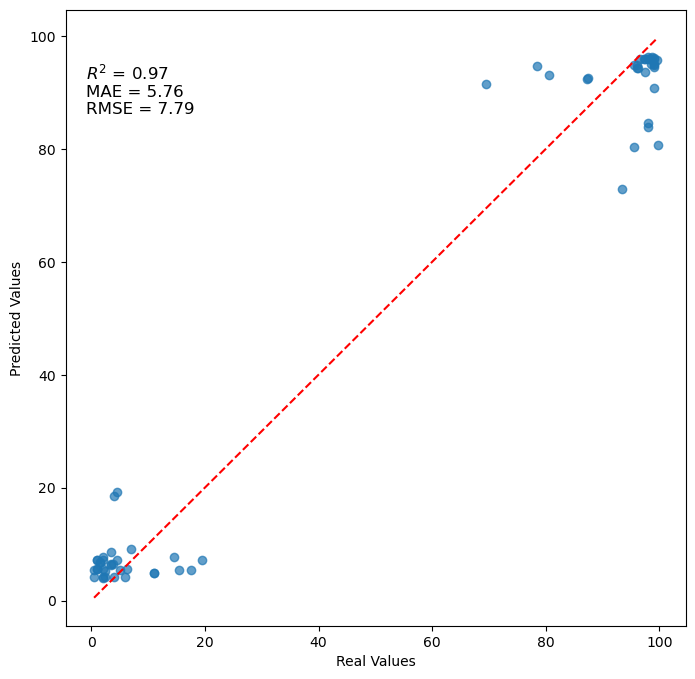 100
80
60
40
20
0
Predicted Values
R² = 0.97
MAE = 5.76
RMSE = 7.79
0 20 40 60 80 100
Real Values